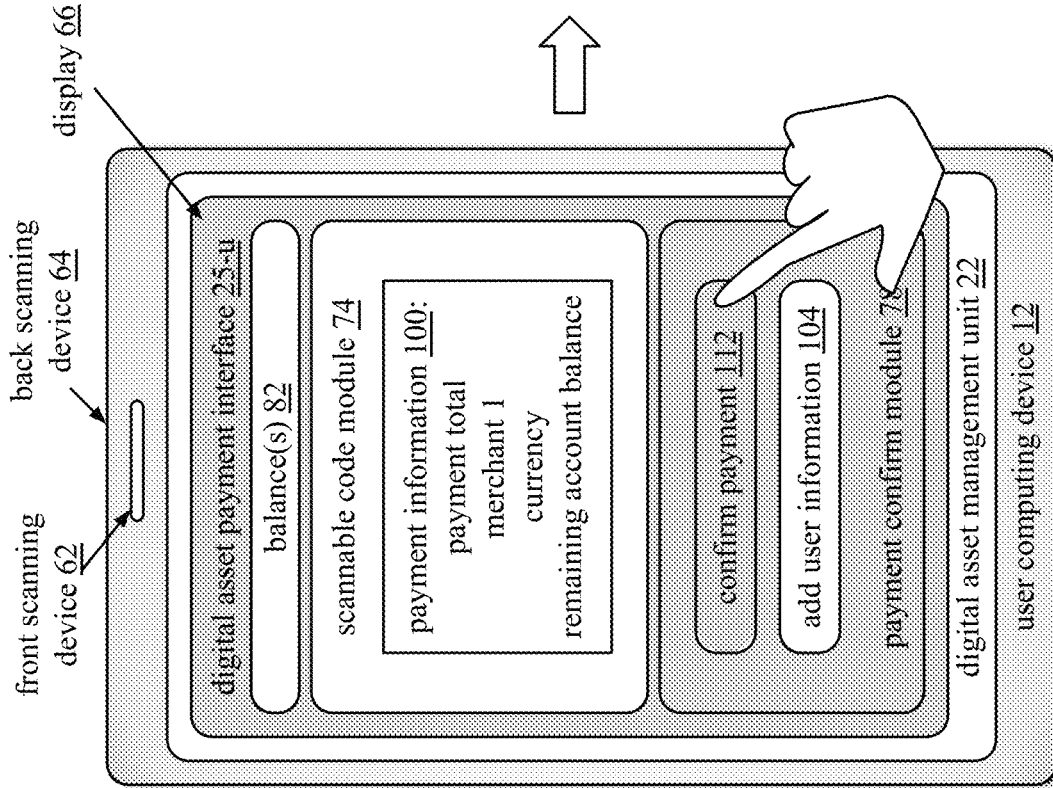 front scanning
device 62
back scanning
device 64
display 66
digital asset payment interface 25-u
balance(s) 82
scannable code module 74
payment information 100:
payment total
merchant 1
currency
remaining account balance
confirm payment 112
add user information 104
payment confirm module 78
digital asset management unit 22
user computing device 12